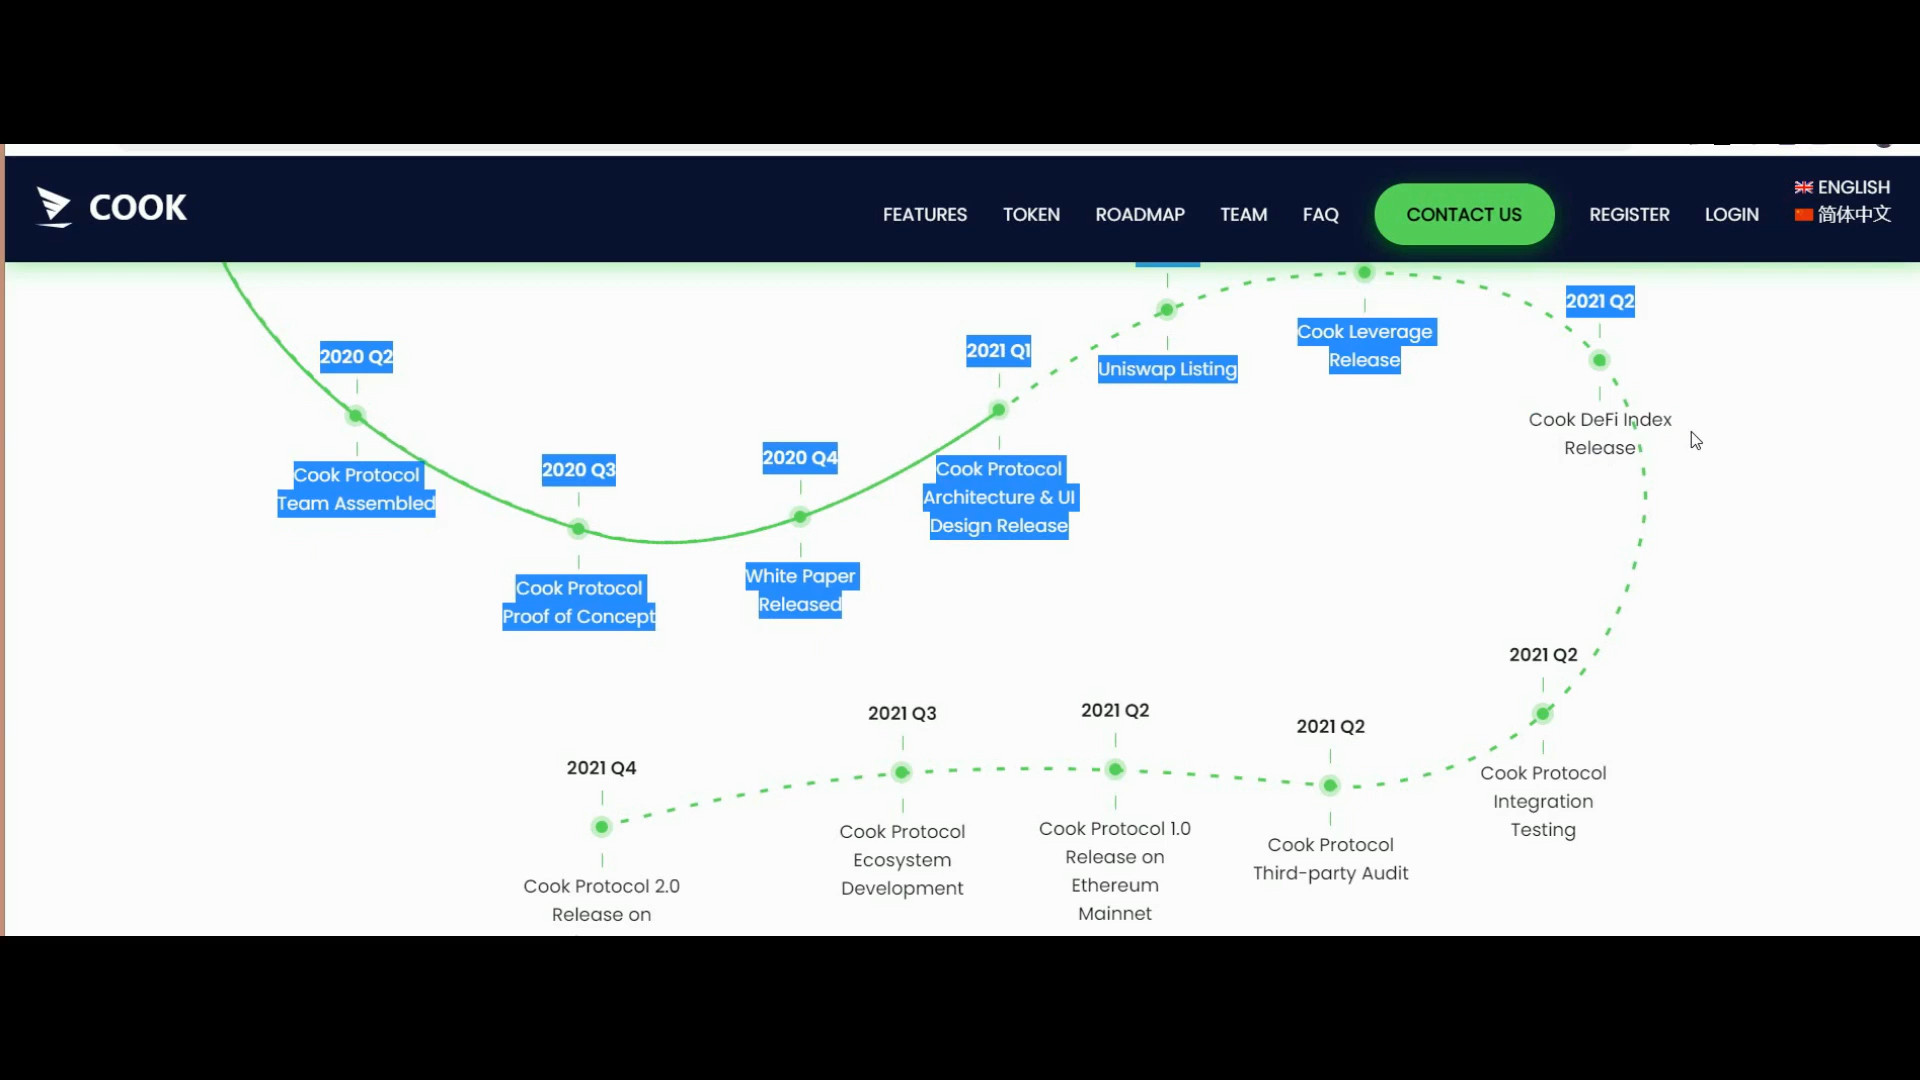 COOK
FEATURES
TOKEN
ROADMAP
TEAM
FAQ
CONTACT US
REGISTER
LOGIN
ENGLISH
简体中文
2020 Q2
Cook Protocol
Team Assembled
2020 Q3
Cook Protocol
Proof of Concept
2020 Q4
White Paper
Released
2021 Q1
Cook Protocol
Architecture & UI
Design Release
Uniswap Listing
Cook Leverage
Release
2021 Q2
Cook DeFi Index
Release
2021 Q2
Cook Protocol
Integration
Testing
2021 Q2
Cook Protocol
Third-party Audit
2021 Q2
Cook Protocol 1.0
Release on
Ethereum
Mainnet
2021 Q3
Cook Protocol
Ecosystem
Development
2021 Q4
Cook Protocol 2.0
Release on